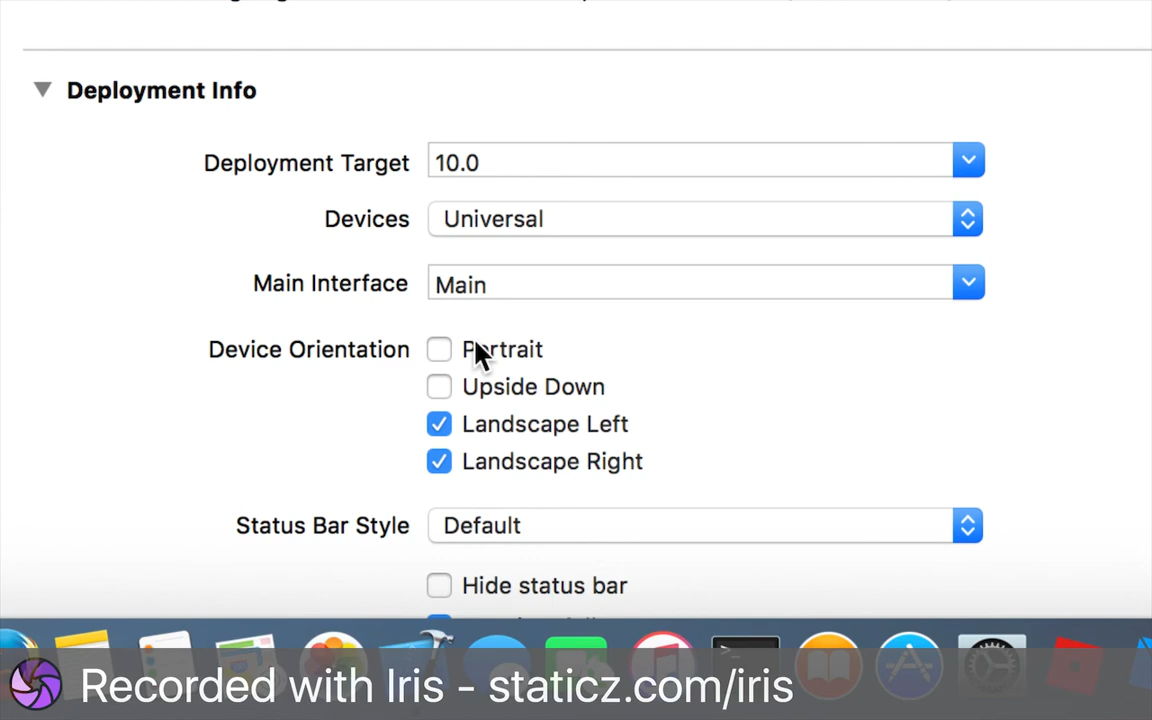 Deployment Info
Deployment Target 10.0
Devices Universal
Main Interface Main
Device Orientation Portrait
Upside Down
Landscape Left
Landscape Right
Status Bar Style Default
Hide status bar
Recorded with Iris - staticz.com/iris